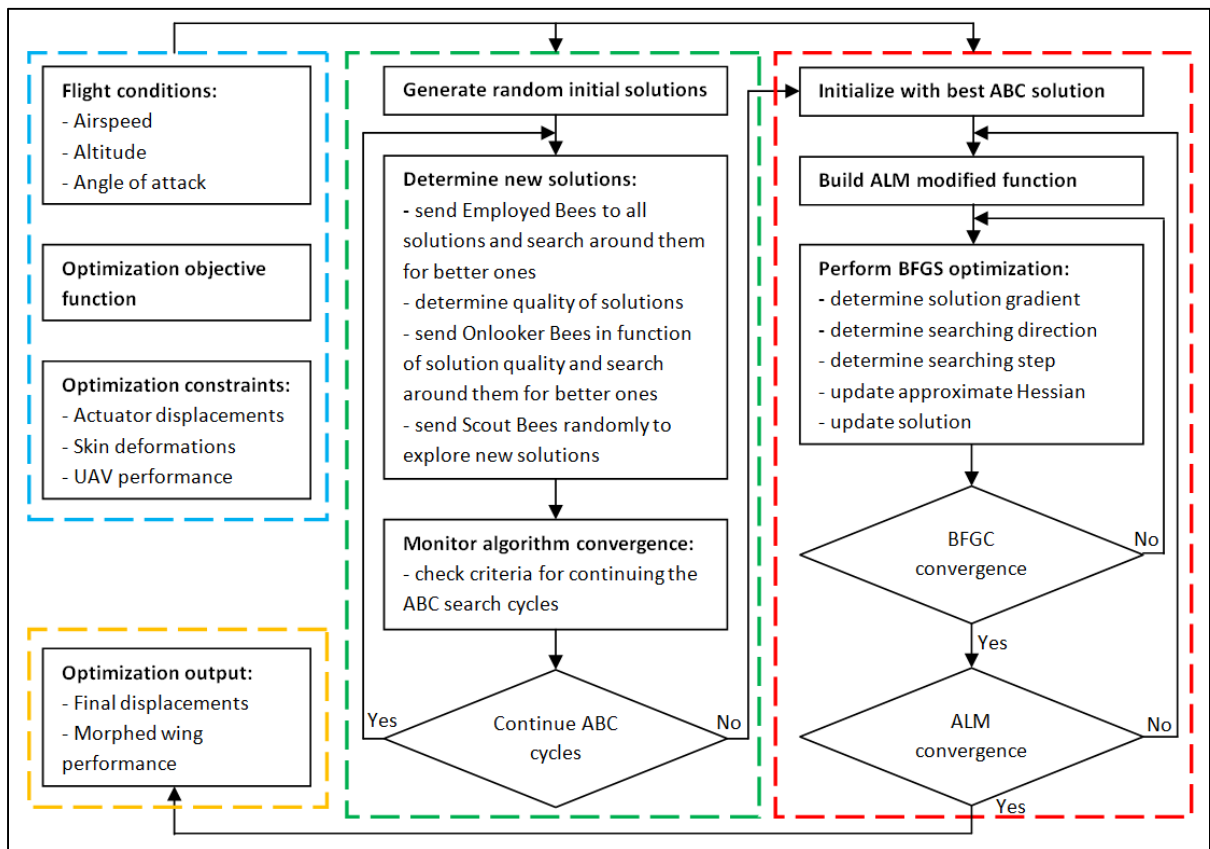 Flight conditions:
- Airspeed
- Altitude
- Angle of attack
Optimization objective
function
Optimization constraints:
- Actuator displacements
- Skin deformations
- UAV performance
Optimization output:
- Final displacements
- Morphed wing
performance
Generate random initial solutions
Determine new solutions:
- send Employed Bees to all
solutions and search around them
for better ones
- determine quality of solutions
- send Onlooker Bees in function
of solution quality and search
around them for better ones
- send Scout Bees randomly to
explore new solutions
Monitor algorithm convergence:
- check criteria for continuing the
ABC search cycles
Yes
Continue ABC
cycles
No
Initialize with best ABC solution
Build ALM modified function
Perform BFGS optimization:
- determine solution gradient
- determine searching direction
- determine searching step
- update approximate Hessian
- update solution
BFGC
convergence
No
Yes
ALM
convergence
No
Yes